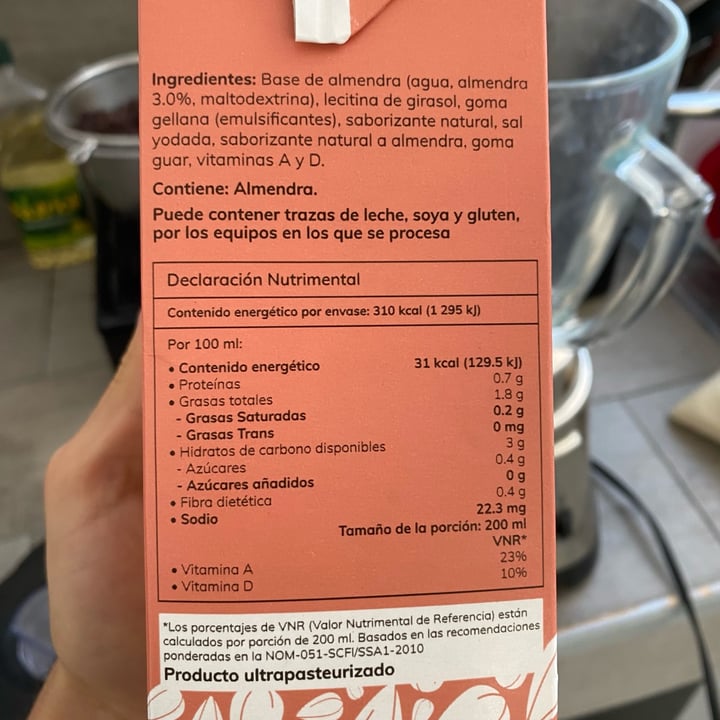 Ingredientes: Base de almendra (agua, almendra
3.0%, maltodextrina), lecitina de girasol, goma
gellana (emulsificantes), saborizante natural, sal
yodada, saborizante natural a almendra, goma
guar, vitaminas A y D.
Contiene: Almendra.
Puede contener trazas de leche, soya y gluten,
por los equipos en los que se procesa
Declaración Nutrimental
Contenido energético por envase: 310 kcal (1 295 kJ)
Por 100 ml:
• Contenido energético 31 kcal (129.5 kJ)
• Proteínas 0.7 g
• Grasas totales 1.8 g
- Grasas Saturadas 0.2 g
- Grasas Trans 0 mg
• Hidratos de carbono disponibles 3 g
- Azúcares 0.4 g
- Azúcares añadidos 0 g
• Fibra dietética 0.4 g
• Sodio 22.3 mg
Tamaño de la porción: 200 ml
VNR*
• Vitamina A 23%
• Vitamina D 10%
*Los porcentajes de VNR (Valor Nutrimental de Referencia) están
calculados por porción de 200 ml. Basados en las recomendaciones
ponderadas en la NOM-051-SCFI/SSA1-2010
Producto ultrapasteurizado